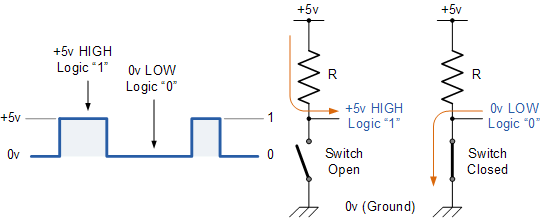 +5v HIGH
Logic “1”
0v LOW
Logic “0”
+5v
0v
1
0
+5v
R
+5v HIGH
Logic “1”
Switch
Open
0v (Ground)
+5v
R
0v LOW
Logic “0”
Switch
Closed